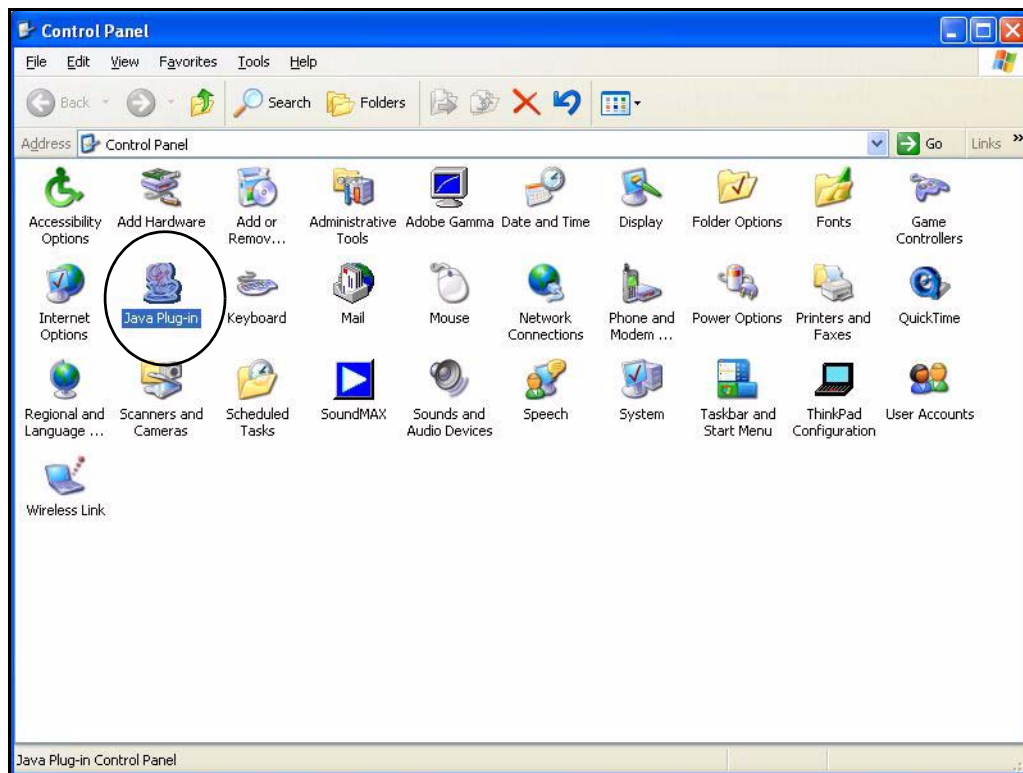 Control Panel
File Edit View Favorites Tools Help
Back Search Folders
Address Control Panel Go Links »
Accessibility Options
Add Hardware
Add or Remov...
Administrative Tools
Adobe Gamma
Date and Time
Display
Folder Options
Fonts
Game Controllers
Internet Options
Java Plug-in
Keyboard
Mail
Mouse
Network Connections
Phone and Modem ...
Power Options
Printers and Faxes
QuickTime
Regional and Language ...
Scanners and Cameras
Scheduled Tasks
SoundMAX
Sounds and Audio Devices
Speech
System
Taskbar and Start Menu
ThinkPad Configuration
User Accounts
Wireless Link
Java Plug-in Control Panel